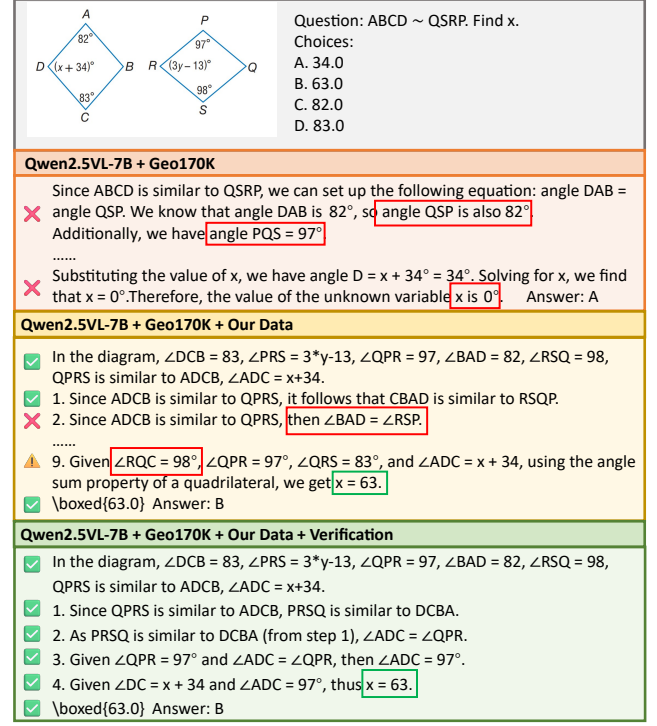 A
82°
D
(x + 34)°
B
83°
C
P
97°
R
(3y – 13)°
Q
98°
S
Question: ABCD ~ QSRP. Find x.
Choices:
A. 34.0
B. 63.0
C. 82.0
D. 83.0
Qwen2.5VL-7B + Geo170K
Since ABCD is similar to QSRP, we can set up the following equation: angle DAB =
angle QSP. We know that angle DAB is 82°, so angle QSP is also 82°.
Additionally, we have angle PQS = 97°.
......
Substituting the value of x, we have angle D = x + 34° = 34°. Solving for x, we find
that x = 0°.Therefore, the value of the unknown variable x is 0°. Answer: A
Qwen2.5VL-7B + Geo170K + Our Data
In the diagram, ∠DCB = 83, ∠PRS = 3*y-13, ∠QPR = 97, ∠BAD = 82, ∠RSQ = 98,
QPRS is similar to ADCB, ∠ADC = x+34.
1. Since ADCB is similar to QPRS, it follows that CBAD is similar to RSQP.
2. Since ADCB is similar to QPRS, then ∠BAD = ∠RSP.
......
9. Given ∠RQC = 98°, ∠QPR = 97°, ∠QRS = 83°, and ∠ADC = x + 34, using the angle
sum property of a quadrilateral, we get x = 63.
\boxed{63.0} Answer: B
Qwen2.5VL-7B + Geo170K + Our Data + Verification
In the diagram, ∠DCB = 83, ∠PRS = 3*y-13, ∠QPR = 97, ∠BAD = 82, ∠RSQ = 98,
QPRS is similar to ADCB, ∠ADC = x+34.
1. Since QPRS is similar to ADCB, PRSQ is similar to DCBA.
2. As PRSQ is similar to DCBA (from step 1), ∠ADC = ∠QPR.
3. Given ∠QPR = 97° and ∠ADC = ∠QPR, then ∠ADC = 97°.
4. Given ∠DC = x + 34 and ∠ADC = 97°, thus x = 63.
\boxed{63.0} Answer: B